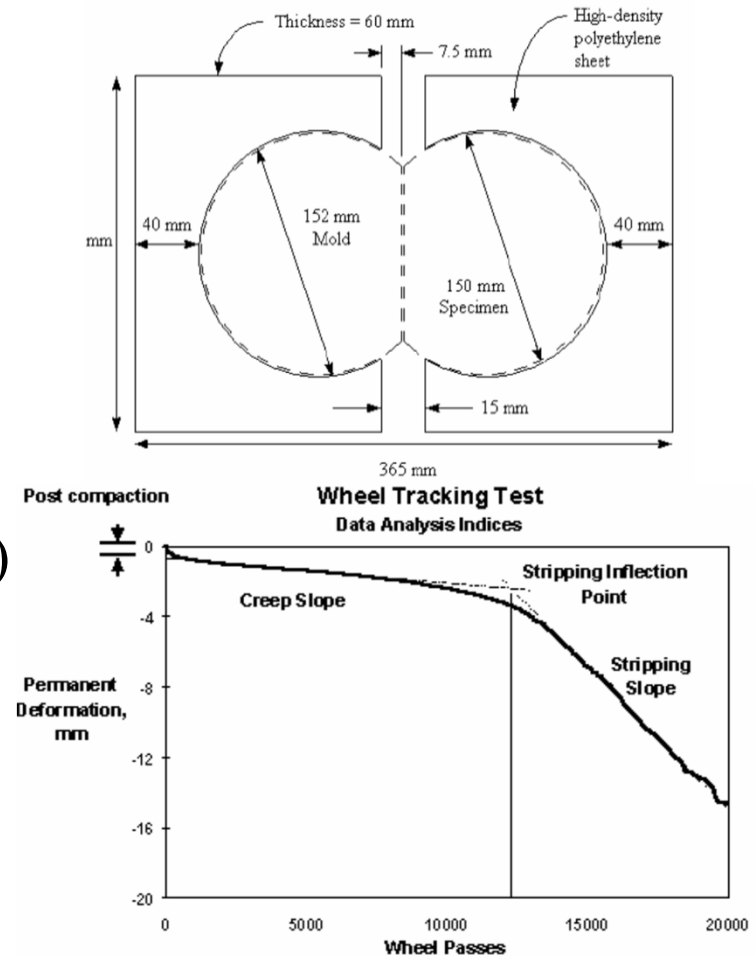 Thickness = 60 mm
High-density
polyethylene
sheet
7.5 mm
40 mm
152 mm
Mold
40 mm
mm
150 mm
Specimen
15 mm
365 mm
Post compaction
Wheel Tracking Test
Data Analysis Indices
)
0
Stripping Inflection
Point
Creep Slope
-4
Stripping
Slope
Permanent
Deformation,
mm
-8
-12
-16
-20
0 5000 10000 15000 20000
Wheel Passes